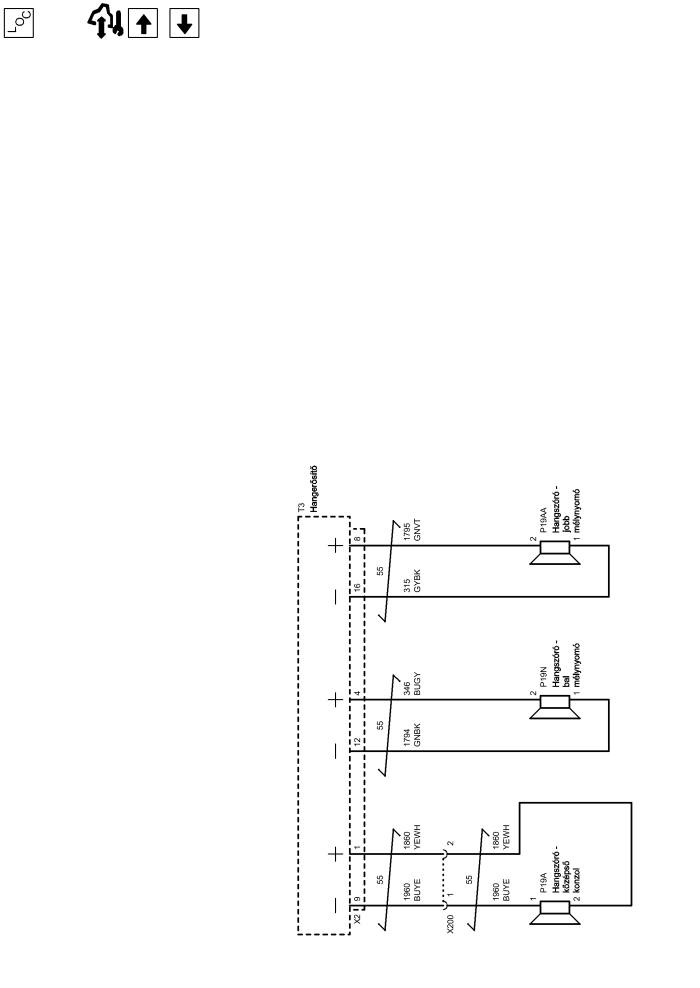 LOC
T3
Hangerősítő
8
1795
GNVT
2
P19AA
Hangszóró -
jobb
mélynyomó
1
16
55
315
GYBK
4
346
BUGY
2
P19N
Hangszóró -
bal
mélynyomó
1
12
55
1794
GNBK
1
1860
YEWH
2
1860
YEWH
55
55
X2
9
1960
BUYE
X200
1
1960
BUYE
1
P19A
Hangszóró -
középső
konzol
2